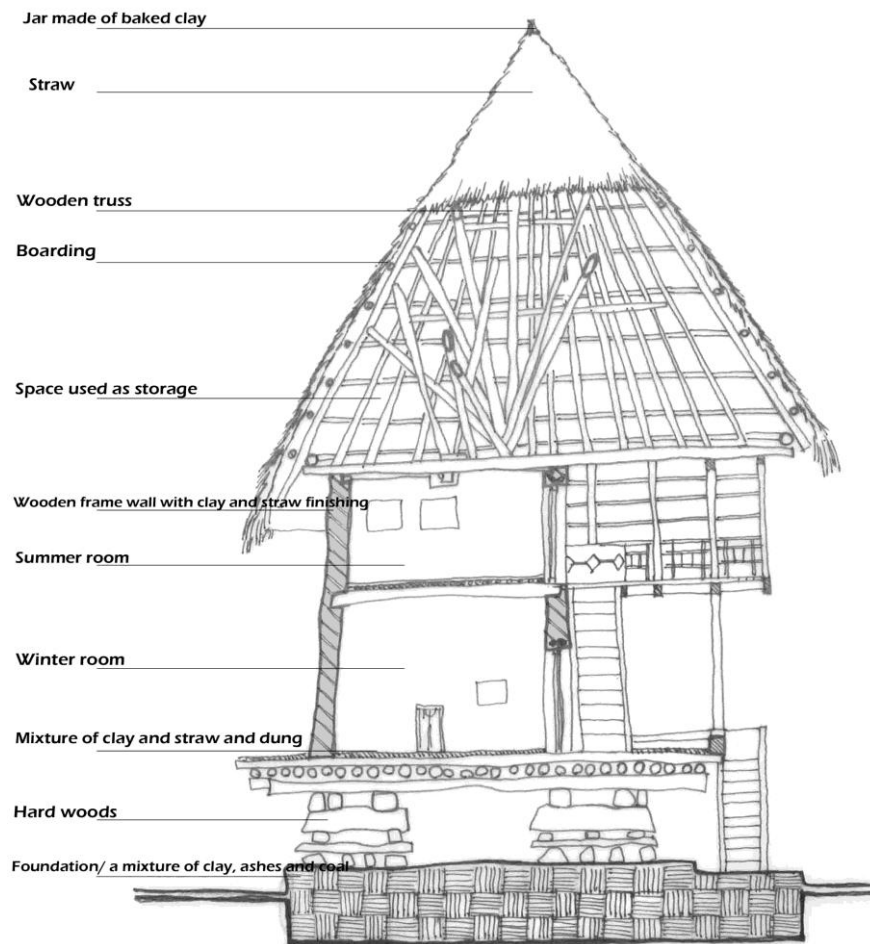 Jar made of baked clay
Straw
Wooden truss
Boarding
Space used as storage
Wooden frame wall with clay and straw finishing
Summer room
Winter room
Mixture of clay and straw and dung
Hard woods
Foundation/ a mixture of clay, ashes and coal